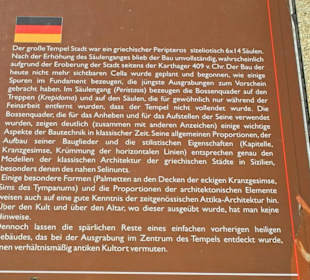 Der große Tempel Stadt war ein griechischer Peripteros sizeliotisch 6x14 Säulen.
Nach der Erhöhung des Säulenganges blieb der Bau unvollständig, wahrscheinlich
aufgrund der Eroberung der Stadt seitens der Karthager 409 v. Chr. Der Bau der
heute nicht mehr sichtbaren Cella wurde geplant und begonnen, wie einige
Spuren im Fundament bezeugen, die jüngste Ausgrabungen zum Vorschein
gebracht haben. Im Säulengang (Peristasis) bezeugen die Bossenquader auf den
Treppen (Krepidoma) und auf den Säulen, die für gewöhnlich nur während der
Feinarbeit entfernt wurden, dass der Tempel nicht vollendet wurde. Die
Bossenquader, die für das Anheben und für das Aufstellen der Seine verwendet
wurden, zeigen deutlich (zusammen mit anderen Anzeichen) einige wichtige
Aspekte der Bautechnik in klassischer Zeit. Seine allgemeinen Proportionen, der
Aufbau seiner Baugfieder und die stilistischen Eigenschaften (Kapitelle,
Kranzgesimse, Krümmung der horizontalen Linien) entsprechen genau den
Modellen der klassischen Architektur der griechischen Städte in Sizilien,
besonders denen des nahen Selinunts.
Einige besondere Formen (Palmetten an den Decken der eckigen Kranzgesimse,
Sims des Tympanums) und die Proportionen der architektonischen Elemente
weisen auch auf eine gute Kenntnis der zeitgenössischen Attika-Architektur hin.
Über den Kult und über den Altar, wo dieser ausgeübt wurde, hat man keine
Hinweise.
Dennoch lassen die spärlichen Reste eines einfachen vorherigen heiligen
Gebäudes, das bei der Ausgrabung im Zentrum des Tempels entdeckt wurde,
einen verhältnismäßig antiken Kultort vermuten.